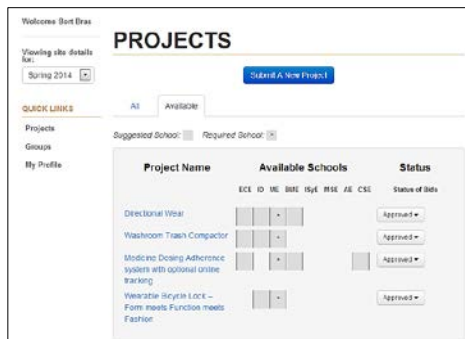 Welcome Bert Bras
Viewing site details
for:
Spring 2014
QUICK LINKS
Projects
Groups
My Profile
PROJECTS
Submit A New Project
All
Available
Suggested School:
Required School: *
Project Name
Available Schools
Status
ECE ID ME BME ISyE MSE AE CSE
Status of Bids
Directional Wear
*
Approved
Washroom Trash Compactor
*
Approved
Medicine Dosing Adherence
system with optional online
tracking
*
Approved
Wearable Bicycle Lock –
Form meets Function meets
Fashion
*
Approved